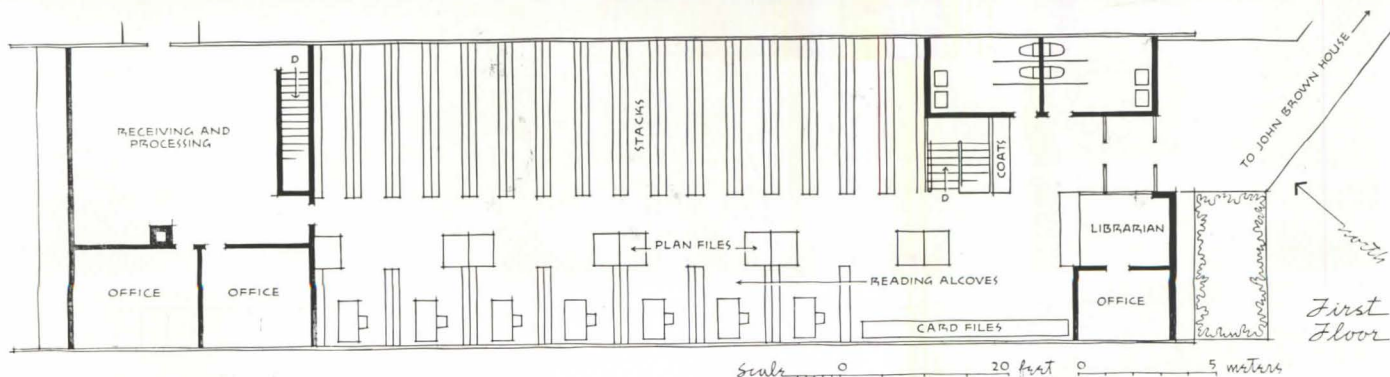 D
RECEIVING AND
PROCESSING
STACKS
COATS
D
TO JOHN BROWN HOUSE
north
LIBRARIAN
PLAN FILES
OFFICE
OFFICE
READING ALCOVES
OFFICE
CARD FILES
First
Floor
Scale 0 20 feet 0 5 meters